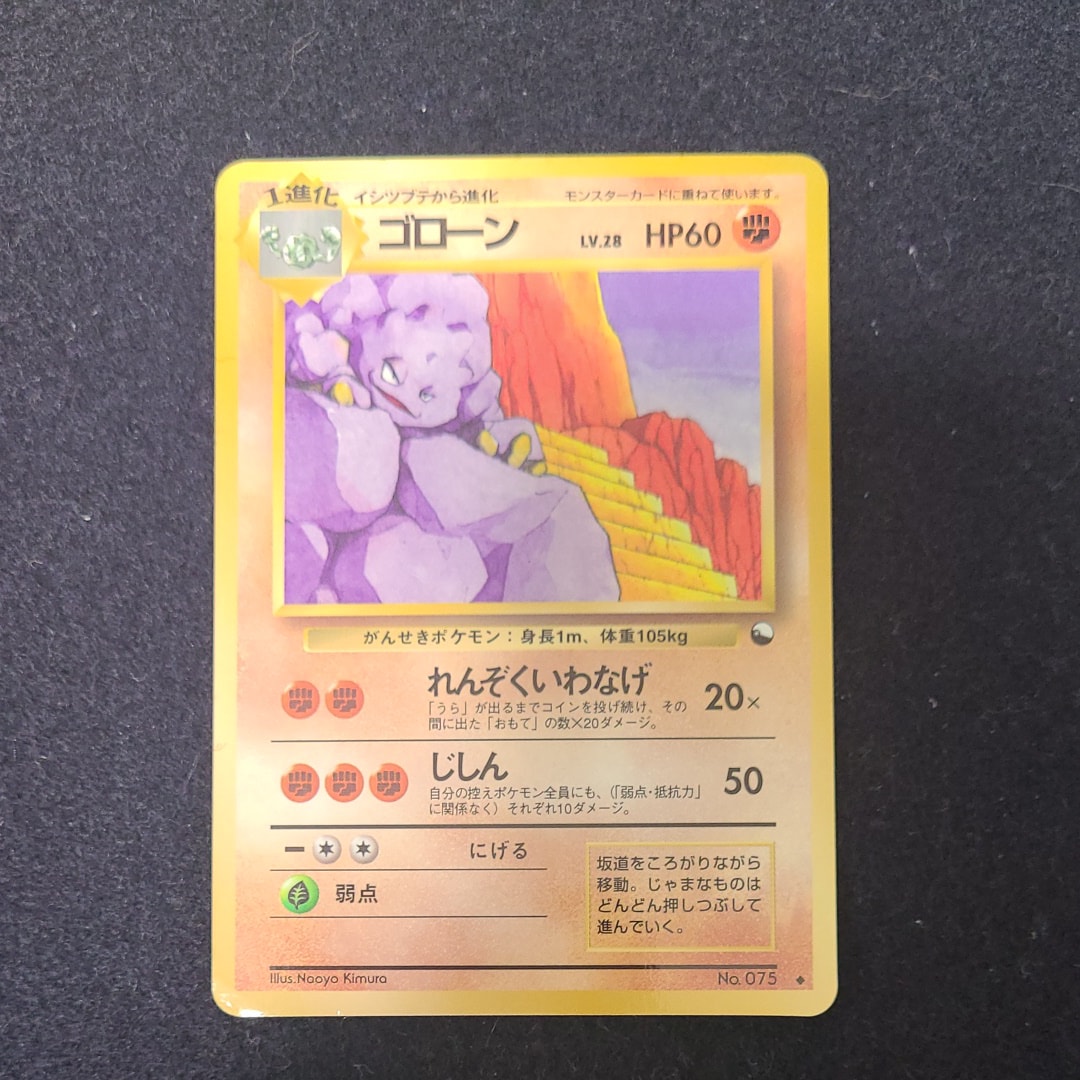 1進化 イシツブテから進化 モンスターカードに重ねて使います。
ゴローン LV.28 HP60
がんせきポケモン：身長1m、体重105kg
れんぞくいわなげ 20×
「うら」が出るまでコインを投げ続け、その
間に出た「おもて」の数×20ダメージ。
じしん 50
自分の控えポケモン全員にも、(「弱点・抵抗力」
に関係なく）それぞれ10ダメージ。
ー にげる
弱点
坂道をころがりながら
移動。じゃまなものは
どんどん押しつぶして
進んでいく。
Illus.Naoyo Kimura No. 075 ◆